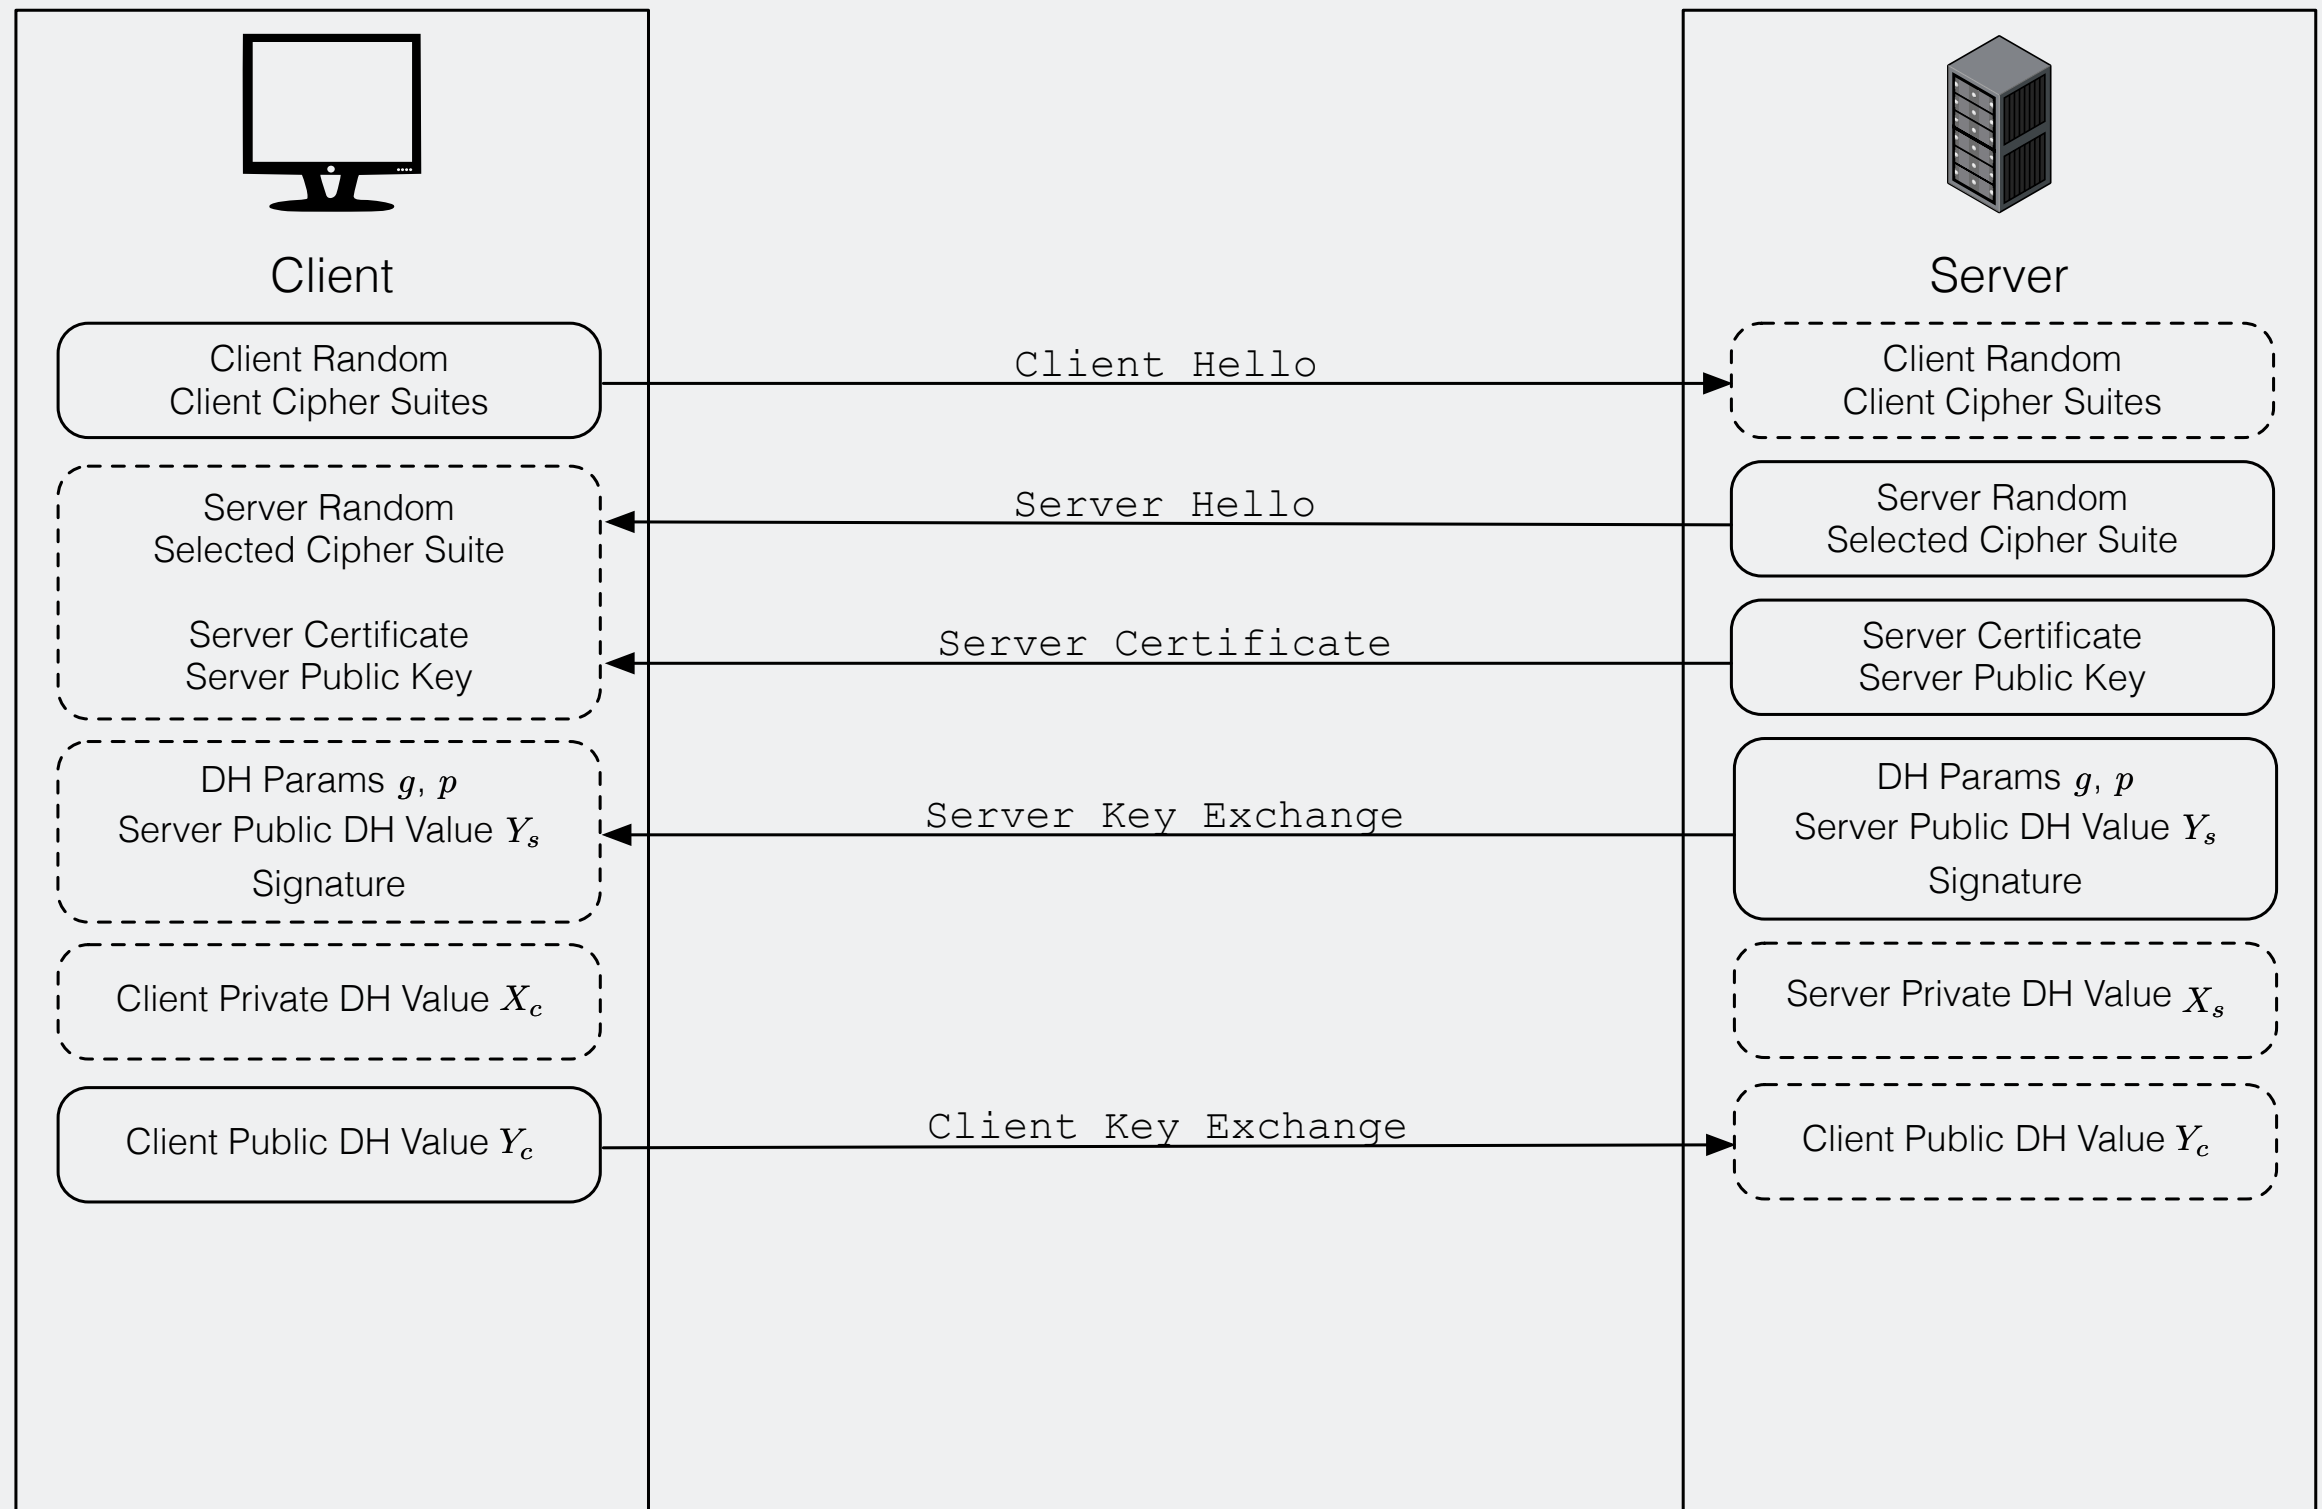 Client
Server
Client Random
Client Cipher Suites
Client Hello
Client Random
Client Cipher Suites
Server Random
Selected Cipher Suite
Server Hello
Server Random
Selected Cipher Suite
Server Certificate
Server Public Key
Server Certificate
Server Certificate
Server Public Key
DH Params g, p
Server Public DH Value Yₛ
Signature
Server Key Exchange
DH Params g, p
Server Public DH Value Yₛ
Signature
Client Private DH Value X_c
Server Private DH Value Xₛ
Client Public DH Value Y_c
Client Key Exchange
Client Public DH Value Y_c